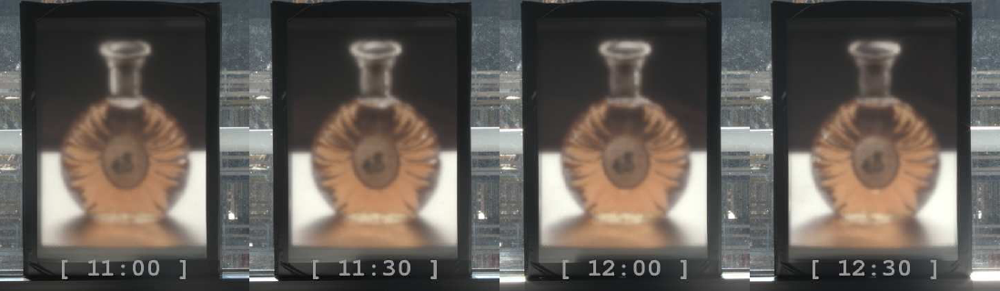 [ 11:00 ]
[ 11:30 ]
[ 12:00 ]
[ 12:30 ]